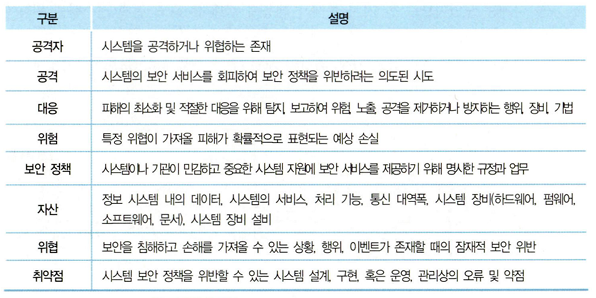 구분 설명
공격자 시스템을 공격하거나 위협하는 존재
공격 시스템의 보안 서비스를 회피하여 보안 정책을 위반하려는 의도된 시도
대응 피해의 최소화 및 적절한 대응을 위해 탐지, 보고하여 위험, 노출, 공격을 제거하거나 방지하는 행위, 장비, 기법
위험 특정 위협이 가져올 피해가 확률적으로 표현되는 예상 손실
보안 정책 시스템이나 기관이 민감하고 중요한 시스템 자원에 보안 서비스를 제공하기 위해 명시한 규정과 업무
자산 정보 시스템 내의 데이터, 시스템의 서비스, 처리 기능, 통신 대역폭, 시스템 장비(하드웨어, 펌웨어,
소프트웨어, 문서), 시스템 장비 설비
위협 보안을 침해하고 손해를 가져올 수 있는 상황, 행위, 이벤트가 존재할 때의 잠재적 보안 위반
취약점 시스템 보안 정책을 위반할 수 있는 시스템 설계, 구현, 혹은 운영, 관리상의 오류 및 약점